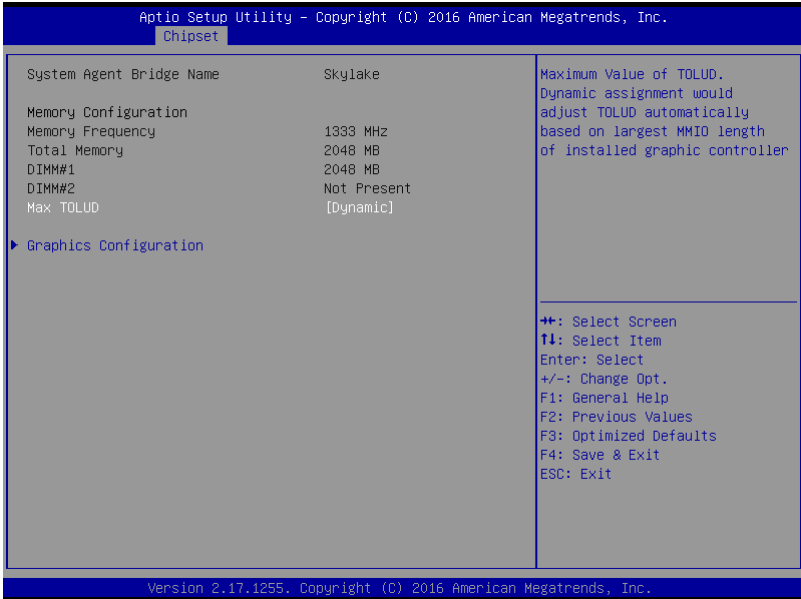 Aptio Setup Utility – Copyright (C) 2016 American Megatrends, Inc.
Chipset
System Agent Bridge Name Skylake
Memory Configuration
Memory Frequency 1333 MHz
Total Memory 2048 MB
DIMM#1 2048 MB
DIMM#2 Not Present
Max TOLUD [Dynamic]
▶ Graphics Configuration
Maximum Value of TOLUD.
Dynamic assignment would
adjust TOLUD automatically
based on largest MMIO length
of installed graphic controller
→←: Select Screen
↑↓: Select Item
Enter: Select
+/-: Change Opt.
F1: General Help
F2: Previous Values
F3: Optimized Defaults
F4: Save & Exit
ESC: Exit
Version 2.17.1255. Copyright (C) 2016 American Megatrends, Inc.